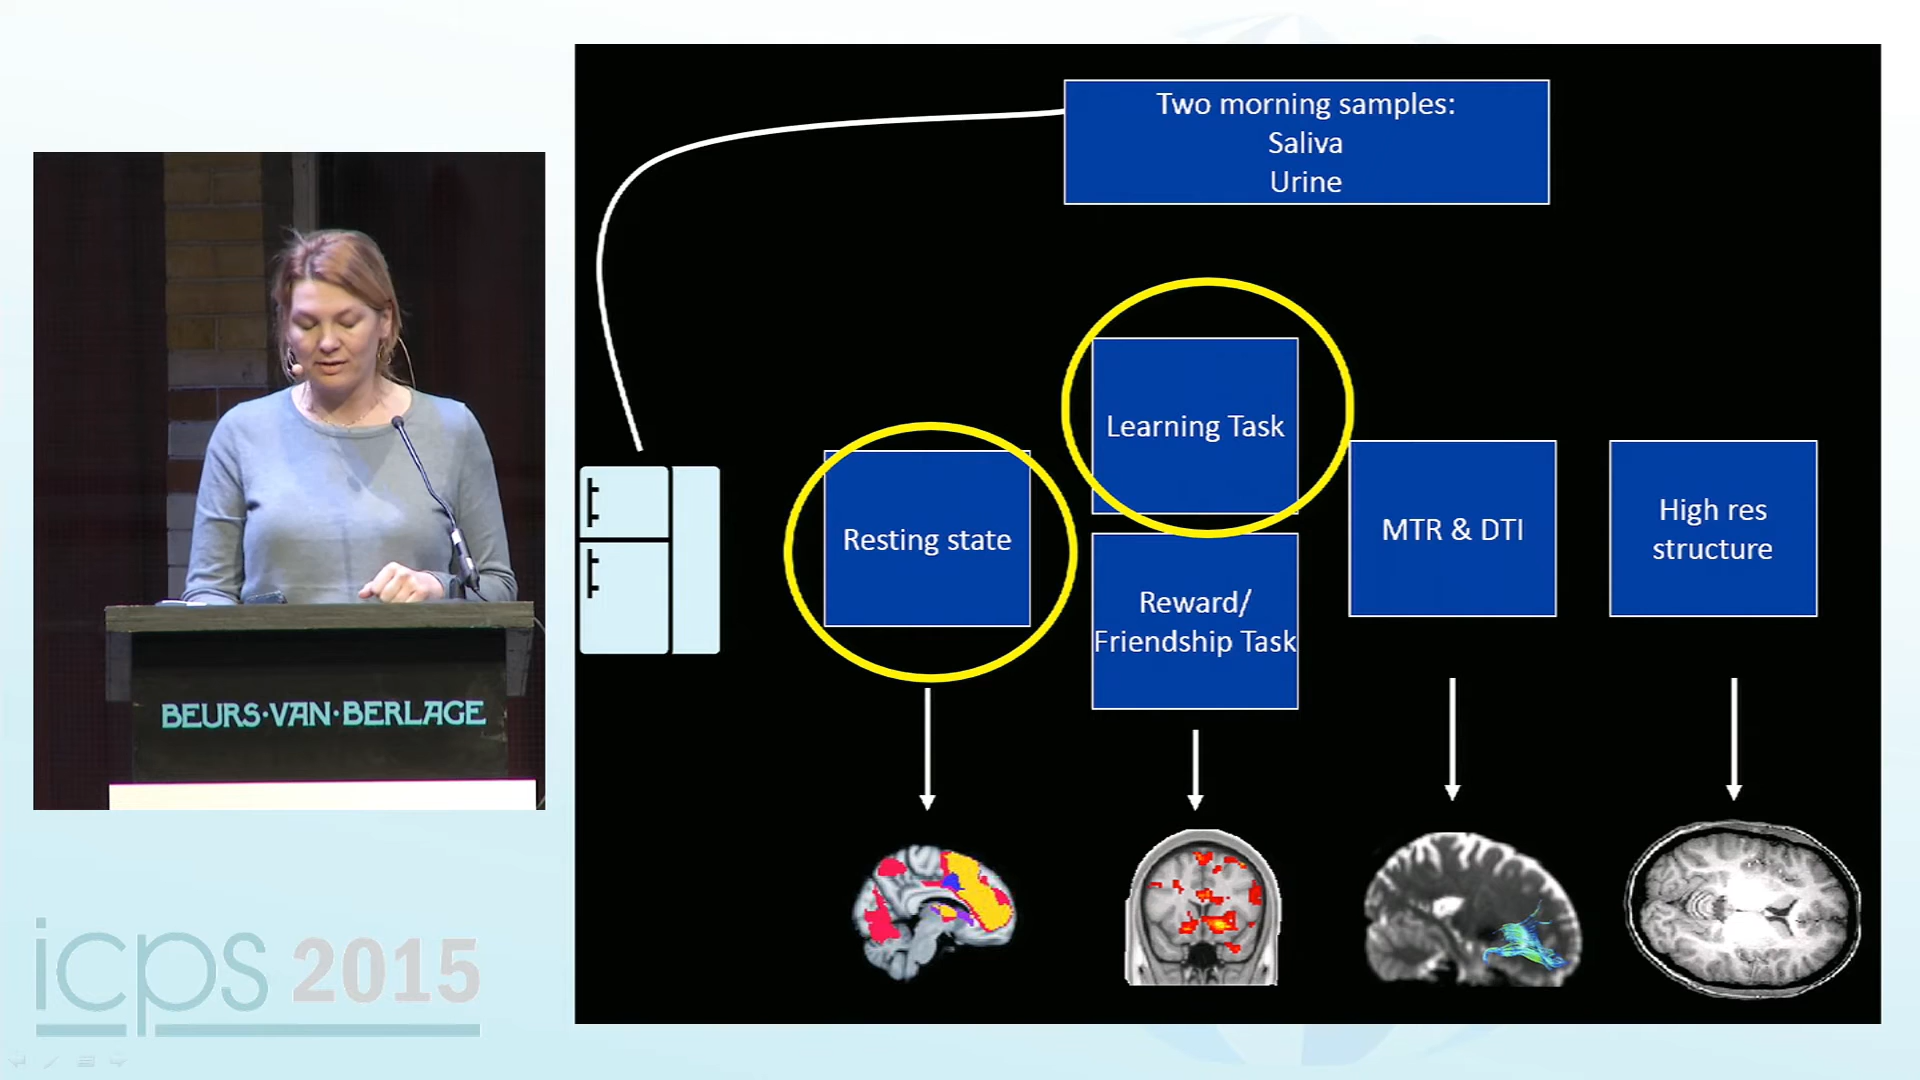 Two morning samples:
Saliva
Urine
Learning Task
Resting state
Reward/
Friendship Task
MTR & DTI
High res
structure
BEURS·VAN·BERLAGE
icps 2015